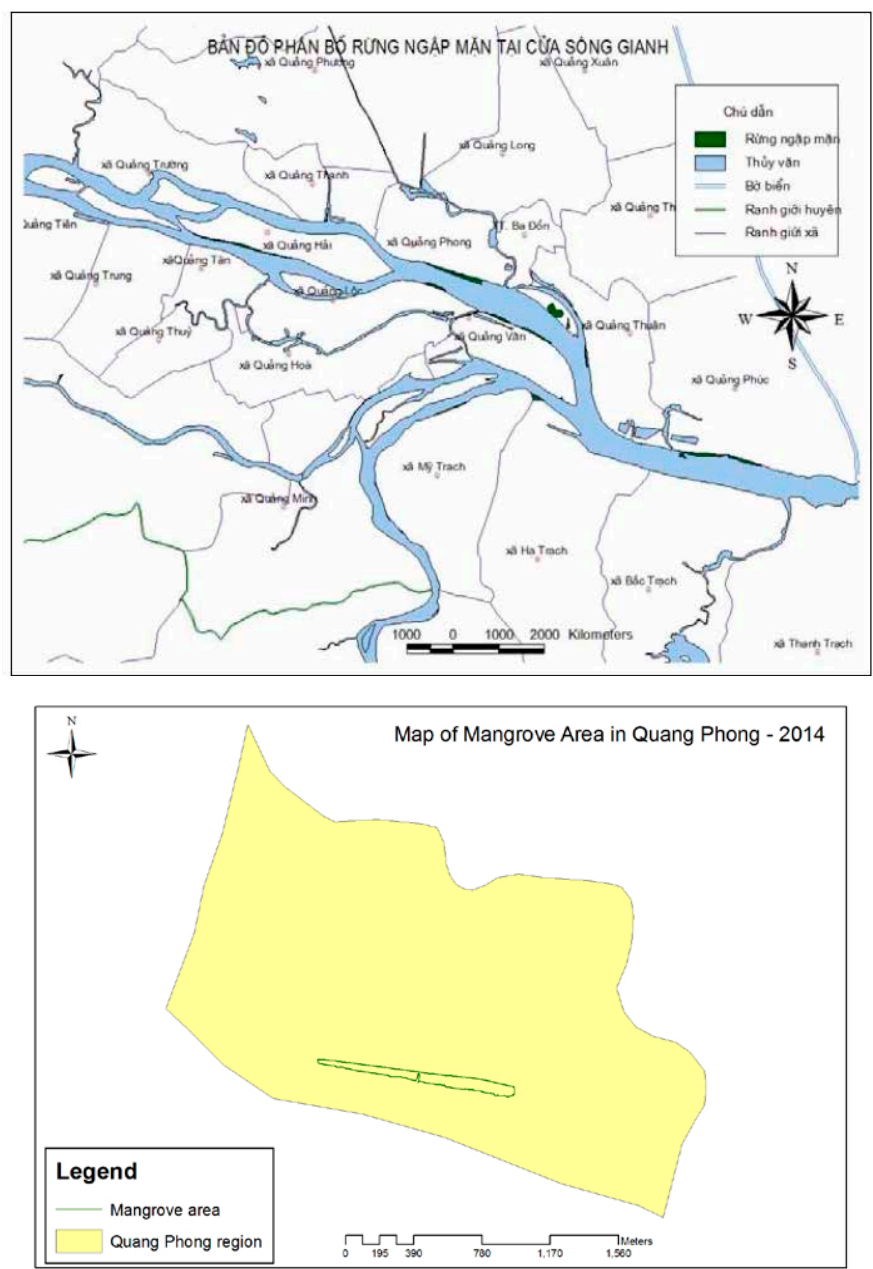 BẢN ĐỒ PHÂN BỐ RỪNG NGẬP MẶN TẠI CỬA SÔNG GIANH
xã Quảng Phương
xã Quảng Xuân
Chú dẫn
Rừng ngập mặn
Thủy văn
Bờ biển
Ranh giới huyện
Ranh giới xã
xã Quảng Long
xã Quảng Trường
xã Quảng Thanh
xã Quảng Th
Quảng Tiên
xã Quảng Hải
xã Quảng Phong
TT. Ba Đồn
xã Quảng Trung
xã Quảng Tân
xã Quảng Lộc
N
W
E
S
xã Quảng Thuỷ
xã Quảng Văn
xã Quảng Thuân
xã Quảng Hoà
xã Quảng Phúc
xã Mỹ Trạch
xã Quảng Minh
xã Hạ Trạch
xã Bắc Trạch
1000 0 1000 2000 Kilometers
xã Thanh Trạch
N
Map of Mangrove Area in Quang Phong - 2014
Legend
Mangrove area
Quang Phong region
Meters
0 195 390 780 1,170 1,560